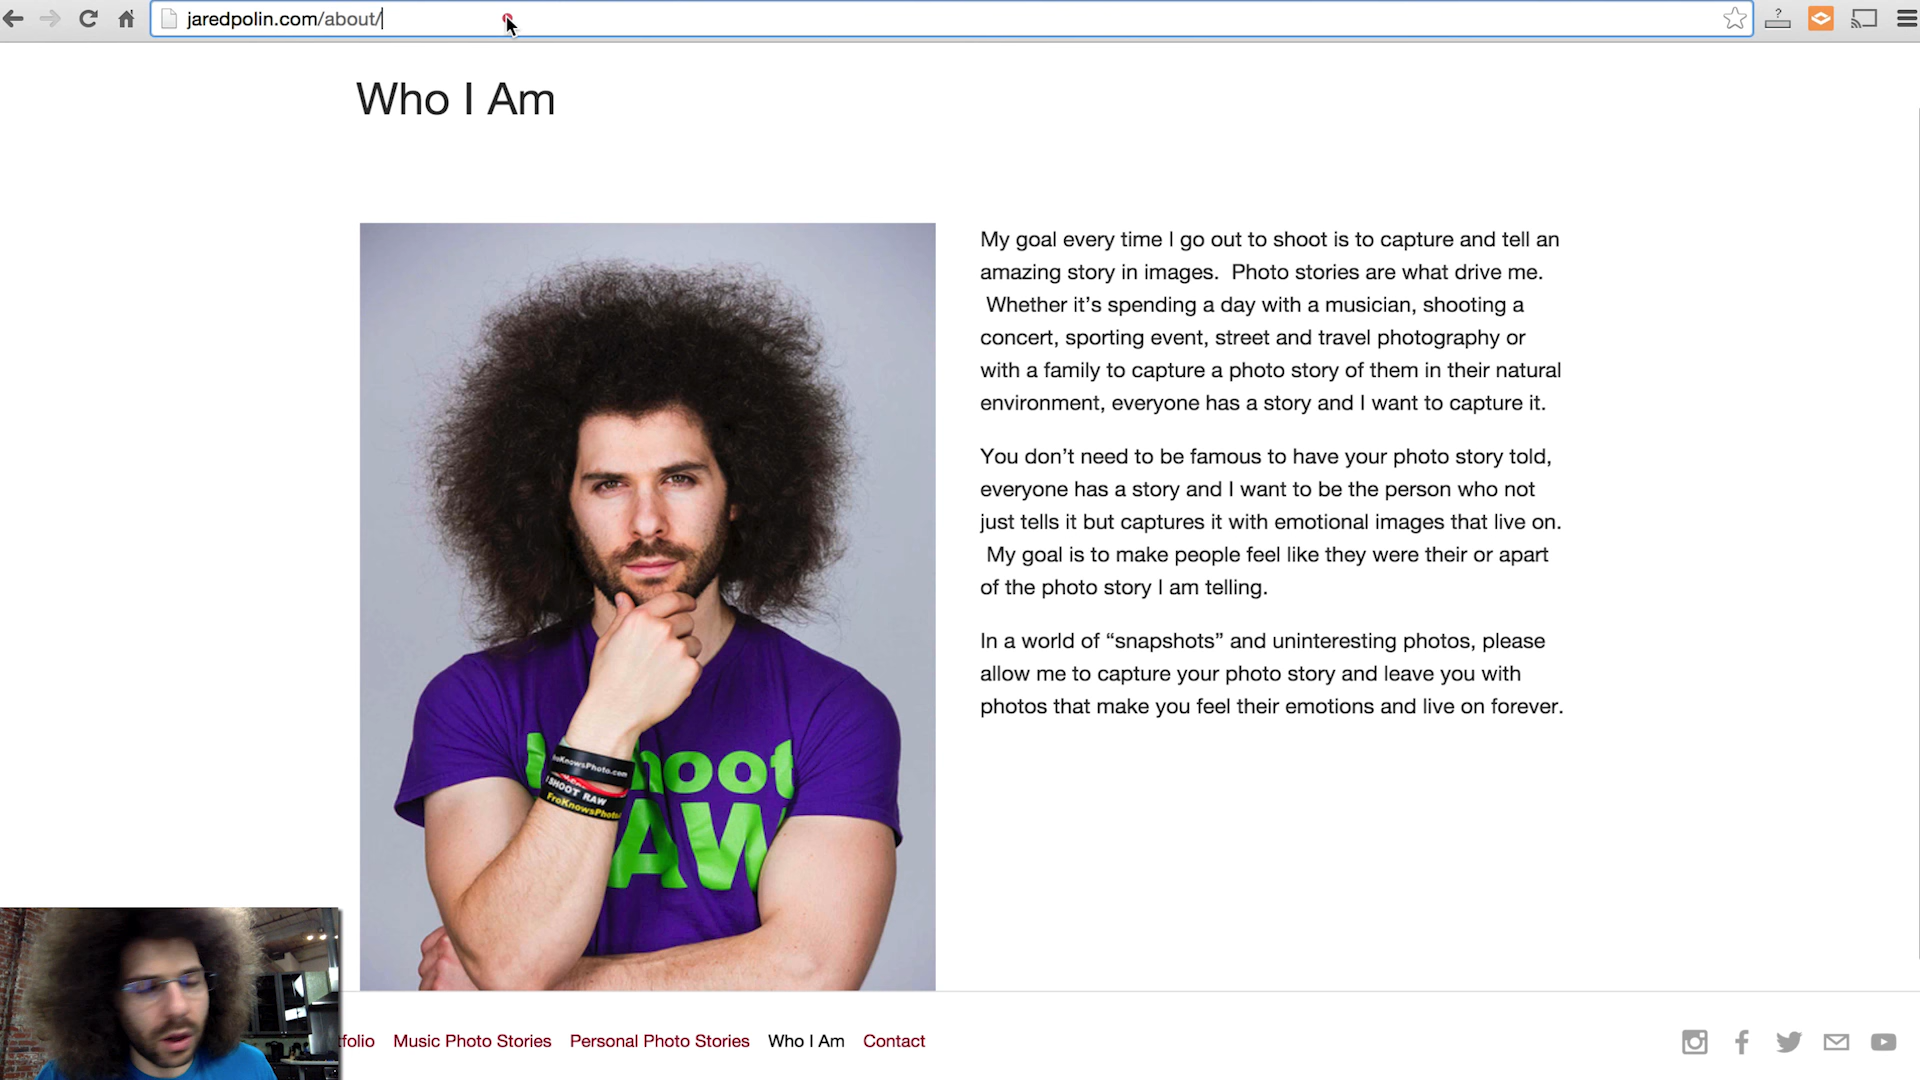 jaredpolin.com/about/
Who I Am
My goal every time I go out to shoot is to capture and tell an
amazing story in images.  Photo stories are what drive me.
Whether it’s spending a day with a musician, shooting a
concert, sporting event, street and travel photography or
with a family to capture a photo story of them in their natural
environment, everyone has a story and I want to capture it.
You don’t need to be famous to have your photo story told,
everyone has a story and I want to be the person who not
just tells it but captures it with emotional images that live on.
My goal is to make people feel like they were their or apart
of the photo story I am telling.
In a world of “snapshots” and uninteresting photos, please
allow me to capture your photo story and leave you with
photos that make you feel their emotions and live on forever.
hoot
AW
roKnowsPhoto.com
I SHOOT RAW
FroKnowsPhoto
tfolio
Music Photo Stories
Personal Photo Stories
Who I Am
Contact